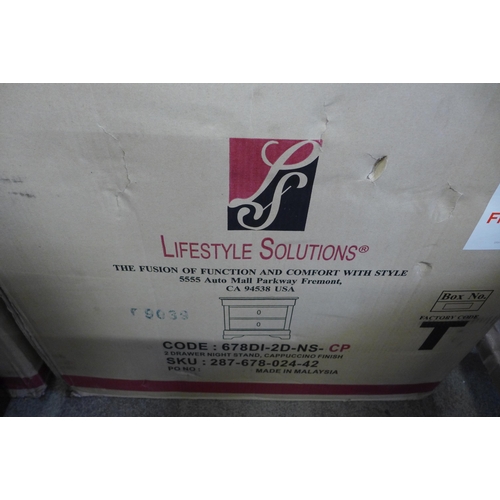 LS
LIFESTYLE SOLUTIONS®
THE FUSION OF FUNCTION AND COMFORT WITH STYLE
5555 Auto Mall Parkway Fremont,
CA 94538 USA
Box No.
FACTORY CODE
T
CODE : 678DI-2D-NS- CP
2 DRAWER NIGHT STAND, CAPPUCCINO FINISH
SKU : 287-678-024-42
PO NO : MADE IN MALAYSIA